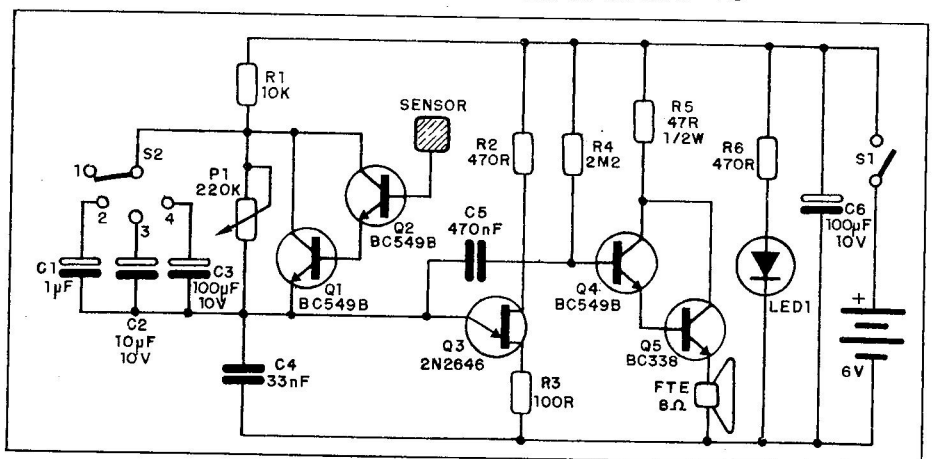 R1
10K
SENSOR
S2
1
2
3
4
P1
220K
Q2
BC549B
R2
470R
R4
2M2
R5
47R
1/2W
R6
470R
S1
C1
1µF
C3
100µF
10V
Q1
BC549B
C5
470nF
Q4
BC549B
C6
100µF
10V
LED1
C2
10µF
10V
Q3
2N2646
Q5
BC338
+
6V
C4
33nF
R3
100R
FTE
8Ω